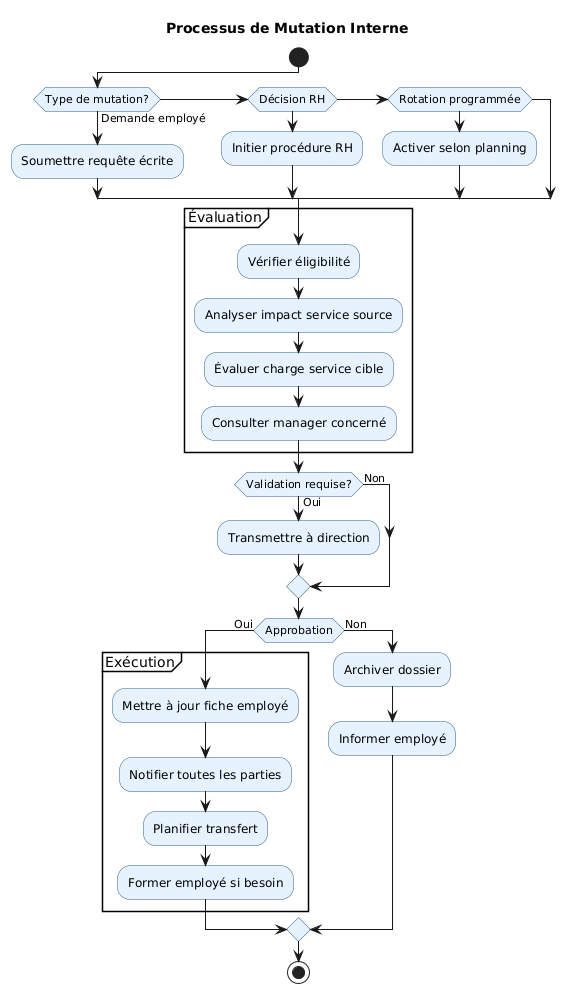 Processus de Mutation Interne
Type de mutation?
Décision RH
Rotation programmée
Demande employé
Soumettre requête écrite
Initier procédure RH
Activer selon planning
Évaluation
Vérifier éligibilité
Analyser impact service source
Évaluer charge service cible
Consulter manager concerné
Validation requise?
Non
Oui
Transmettre à direction
Oui
Approbation
Non
Exécution
Archiver dossier
Mettre à jour fiche employé
Informer employé
Notifier toutes les parties
Planifier transfert
Former employé si besoin